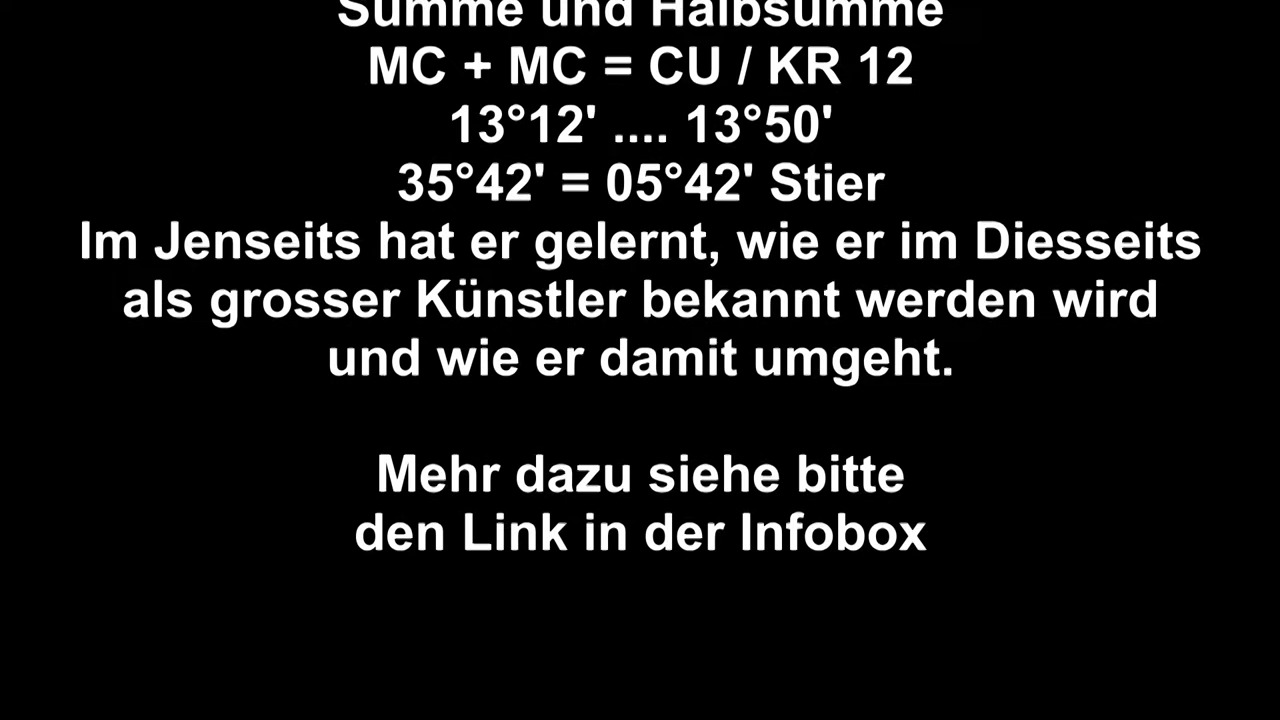 Summe und Halbsumme
MC + MC = CU / KR 12
13°12' .... 13°50'
35°42' = 05°42' Stier
Im Jenseits hat er gelernt, wie er im Diesseits
als grosser Künstler bekannt werden wird
und wie er damit umgeht.
Mehr dazu siehe bitte
den Link in der Infobox